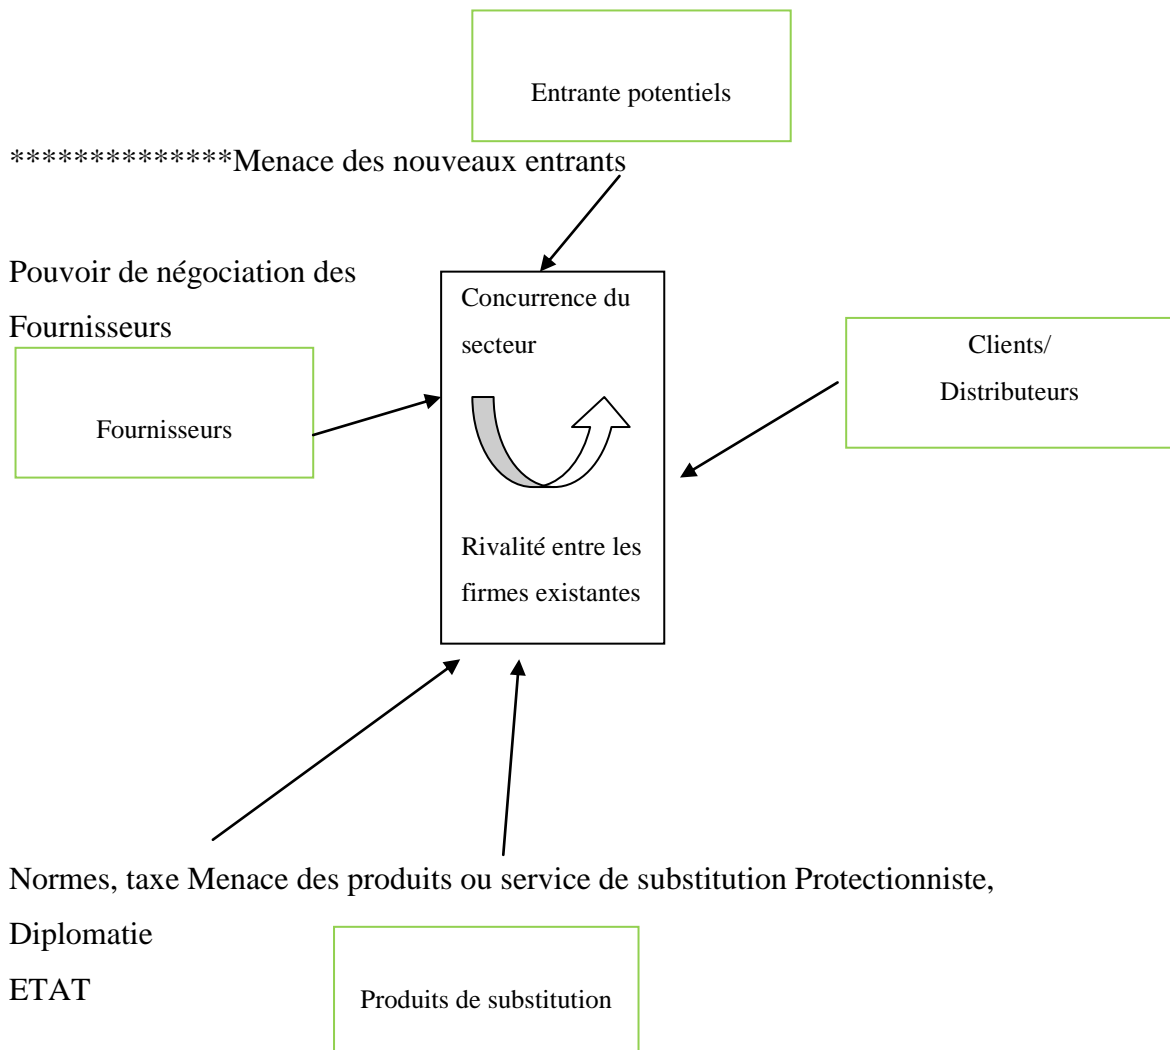 Entrante potentiels
**************Menace des nouveaux entrants
Pouvoir de négociation des
Fournisseurs
Fournisseurs
Concurrence du
secteur
Rivalité entre les
firmes existantes
Clients/
Distributeurs
Normes, taxe Menace des produits ou service de substitution Protectionniste,
Diplomatie
ETAT
Produits de substitution